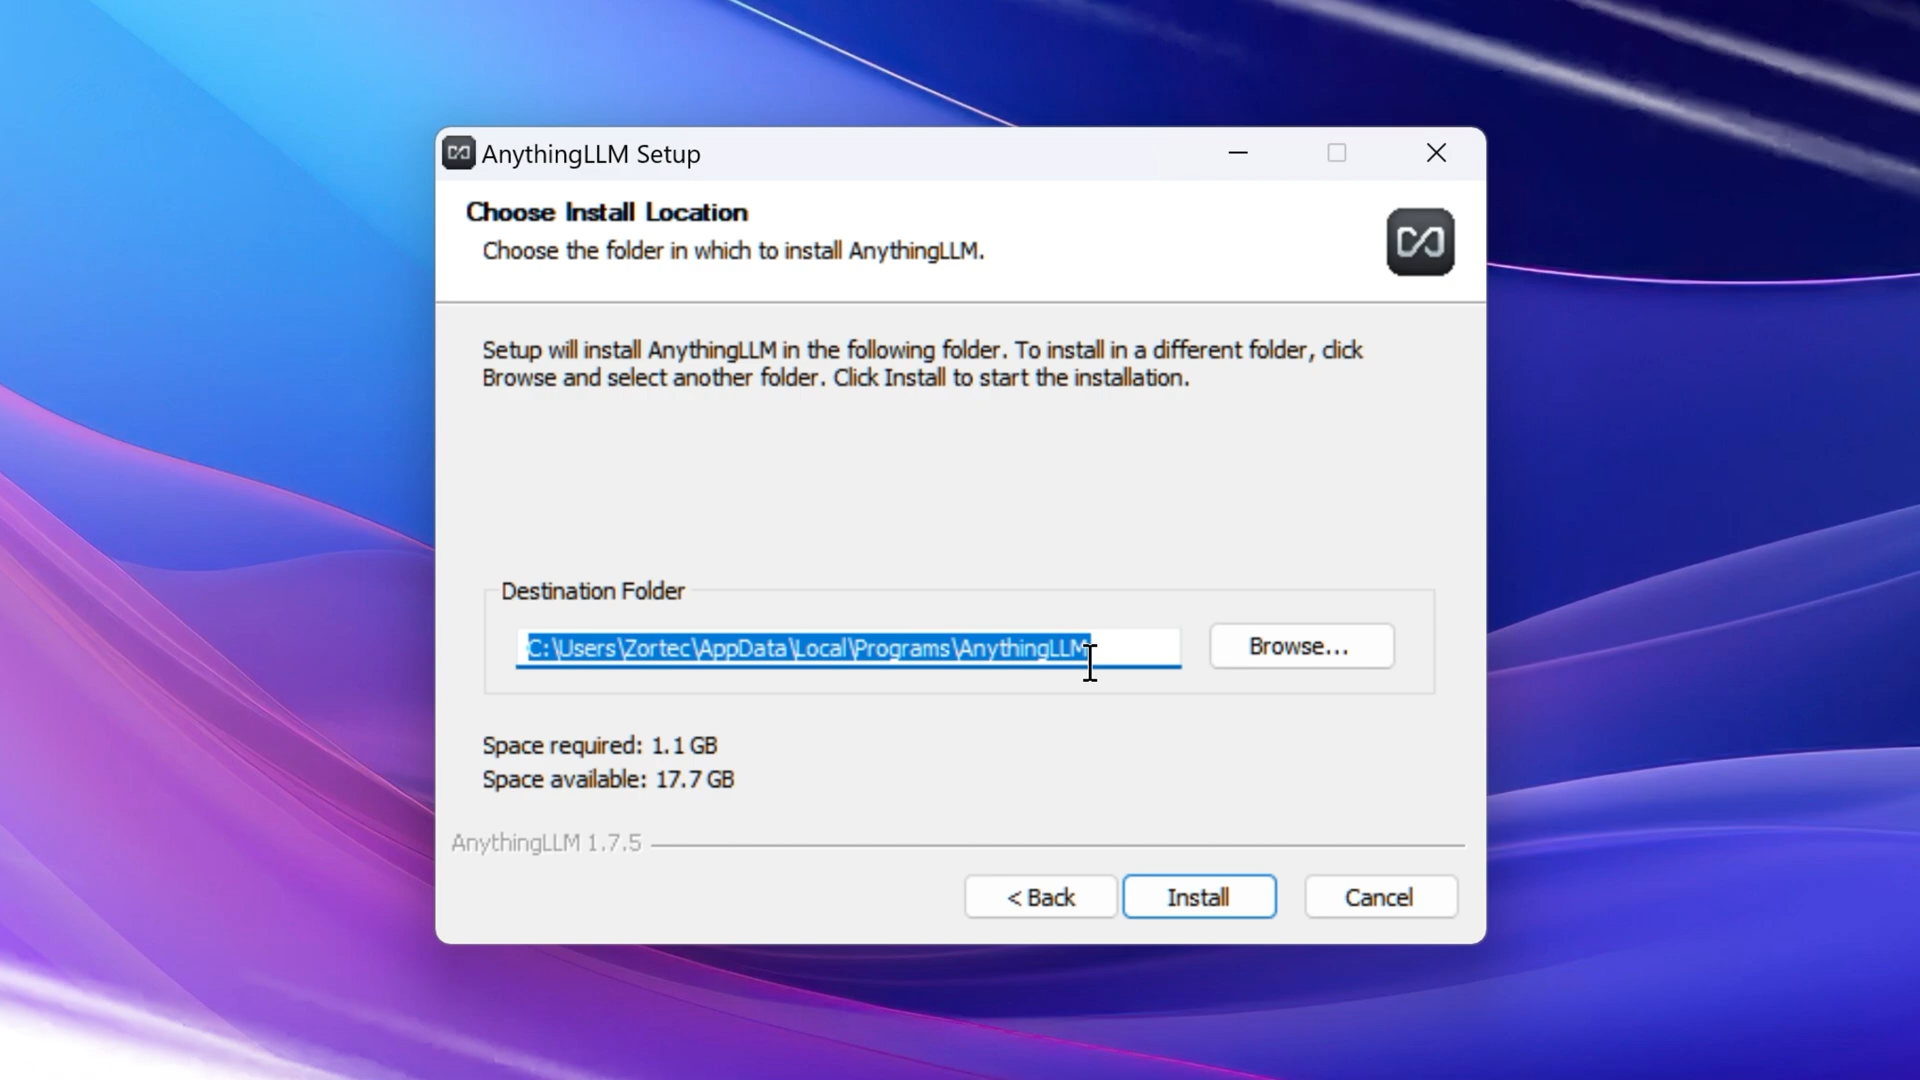 AnythingLLM Setup
Choose Install Location
Choose the folder in which to install AnythingLLM.
Setup will install AnythingLLM in the following folder. To install in a different folder, click
Browse and select another folder. Click Install to start the installation.
Destination Folder
C:\Users\Zortec\AppData\Local\Programs\AnythingLLM
Browse...
Space required: 1.1 GB
Space available: 17.7 GB
AnythingLLM 1.7.5
< Back
Install
Cancel